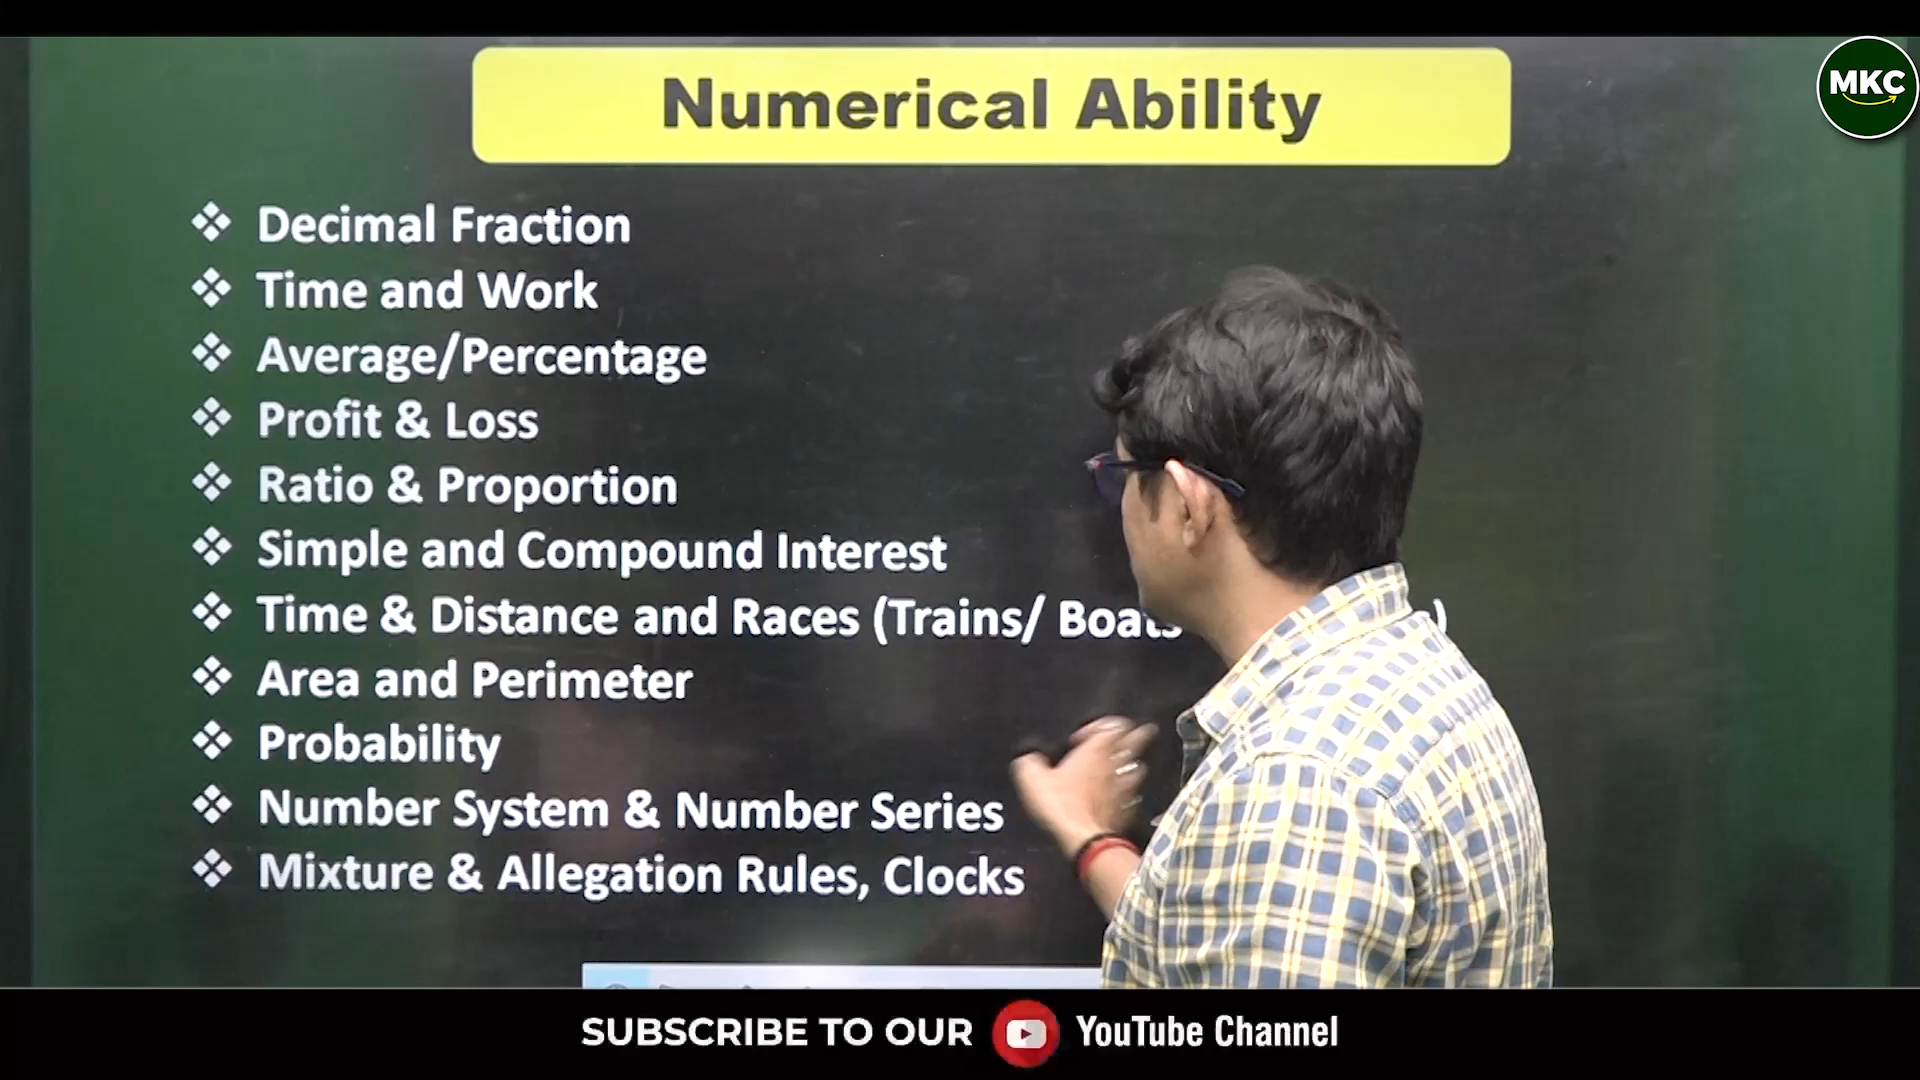 Numerical Ability
MKC
❖ Decimal Fraction
❖ Time and Work
❖ Average/Percentage
❖ Profit & Loss
❖ Ratio & Proportion
❖ Simple and Compound Interest
❖ Time & Distance and Races (Trains/ Boats )
❖ Area and Perimeter
❖ Probability
❖ Number System & Number Series
❖ Mixture & Allegation Rules, Clocks
SUBSCRIBE TO OUR YouTube Channel